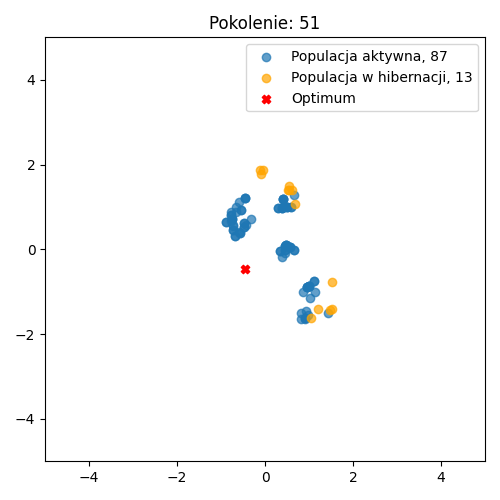 Pokolenie: 51
Populacja aktywna, 87
Populacja w hibernacji, 13
Optimum
4
2
0
−2
−4
−4
−2
0
2
4